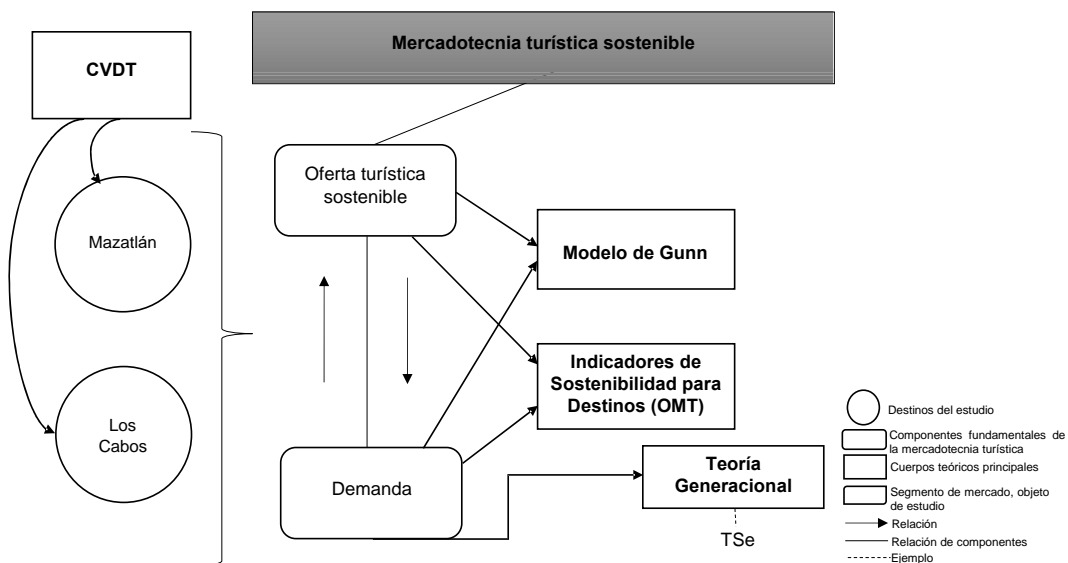 Mercadotecnia turística sostenible
CVDT
Oferta turística
sostenible
Mazatlán
Modelo de Gunn
Indicadores de
Sostenibilidad para
Destinos (OMT)
Los
Cabos
Demanda
Teoría
Generacional
TSe
Destinos del estudio
Componentes fundamentales de
la mercadotecnia turística
Cuerpos teóricos principales
Segmento de mercado, objeto
de estudio
Relación
Relación de componentes
Ejemplo